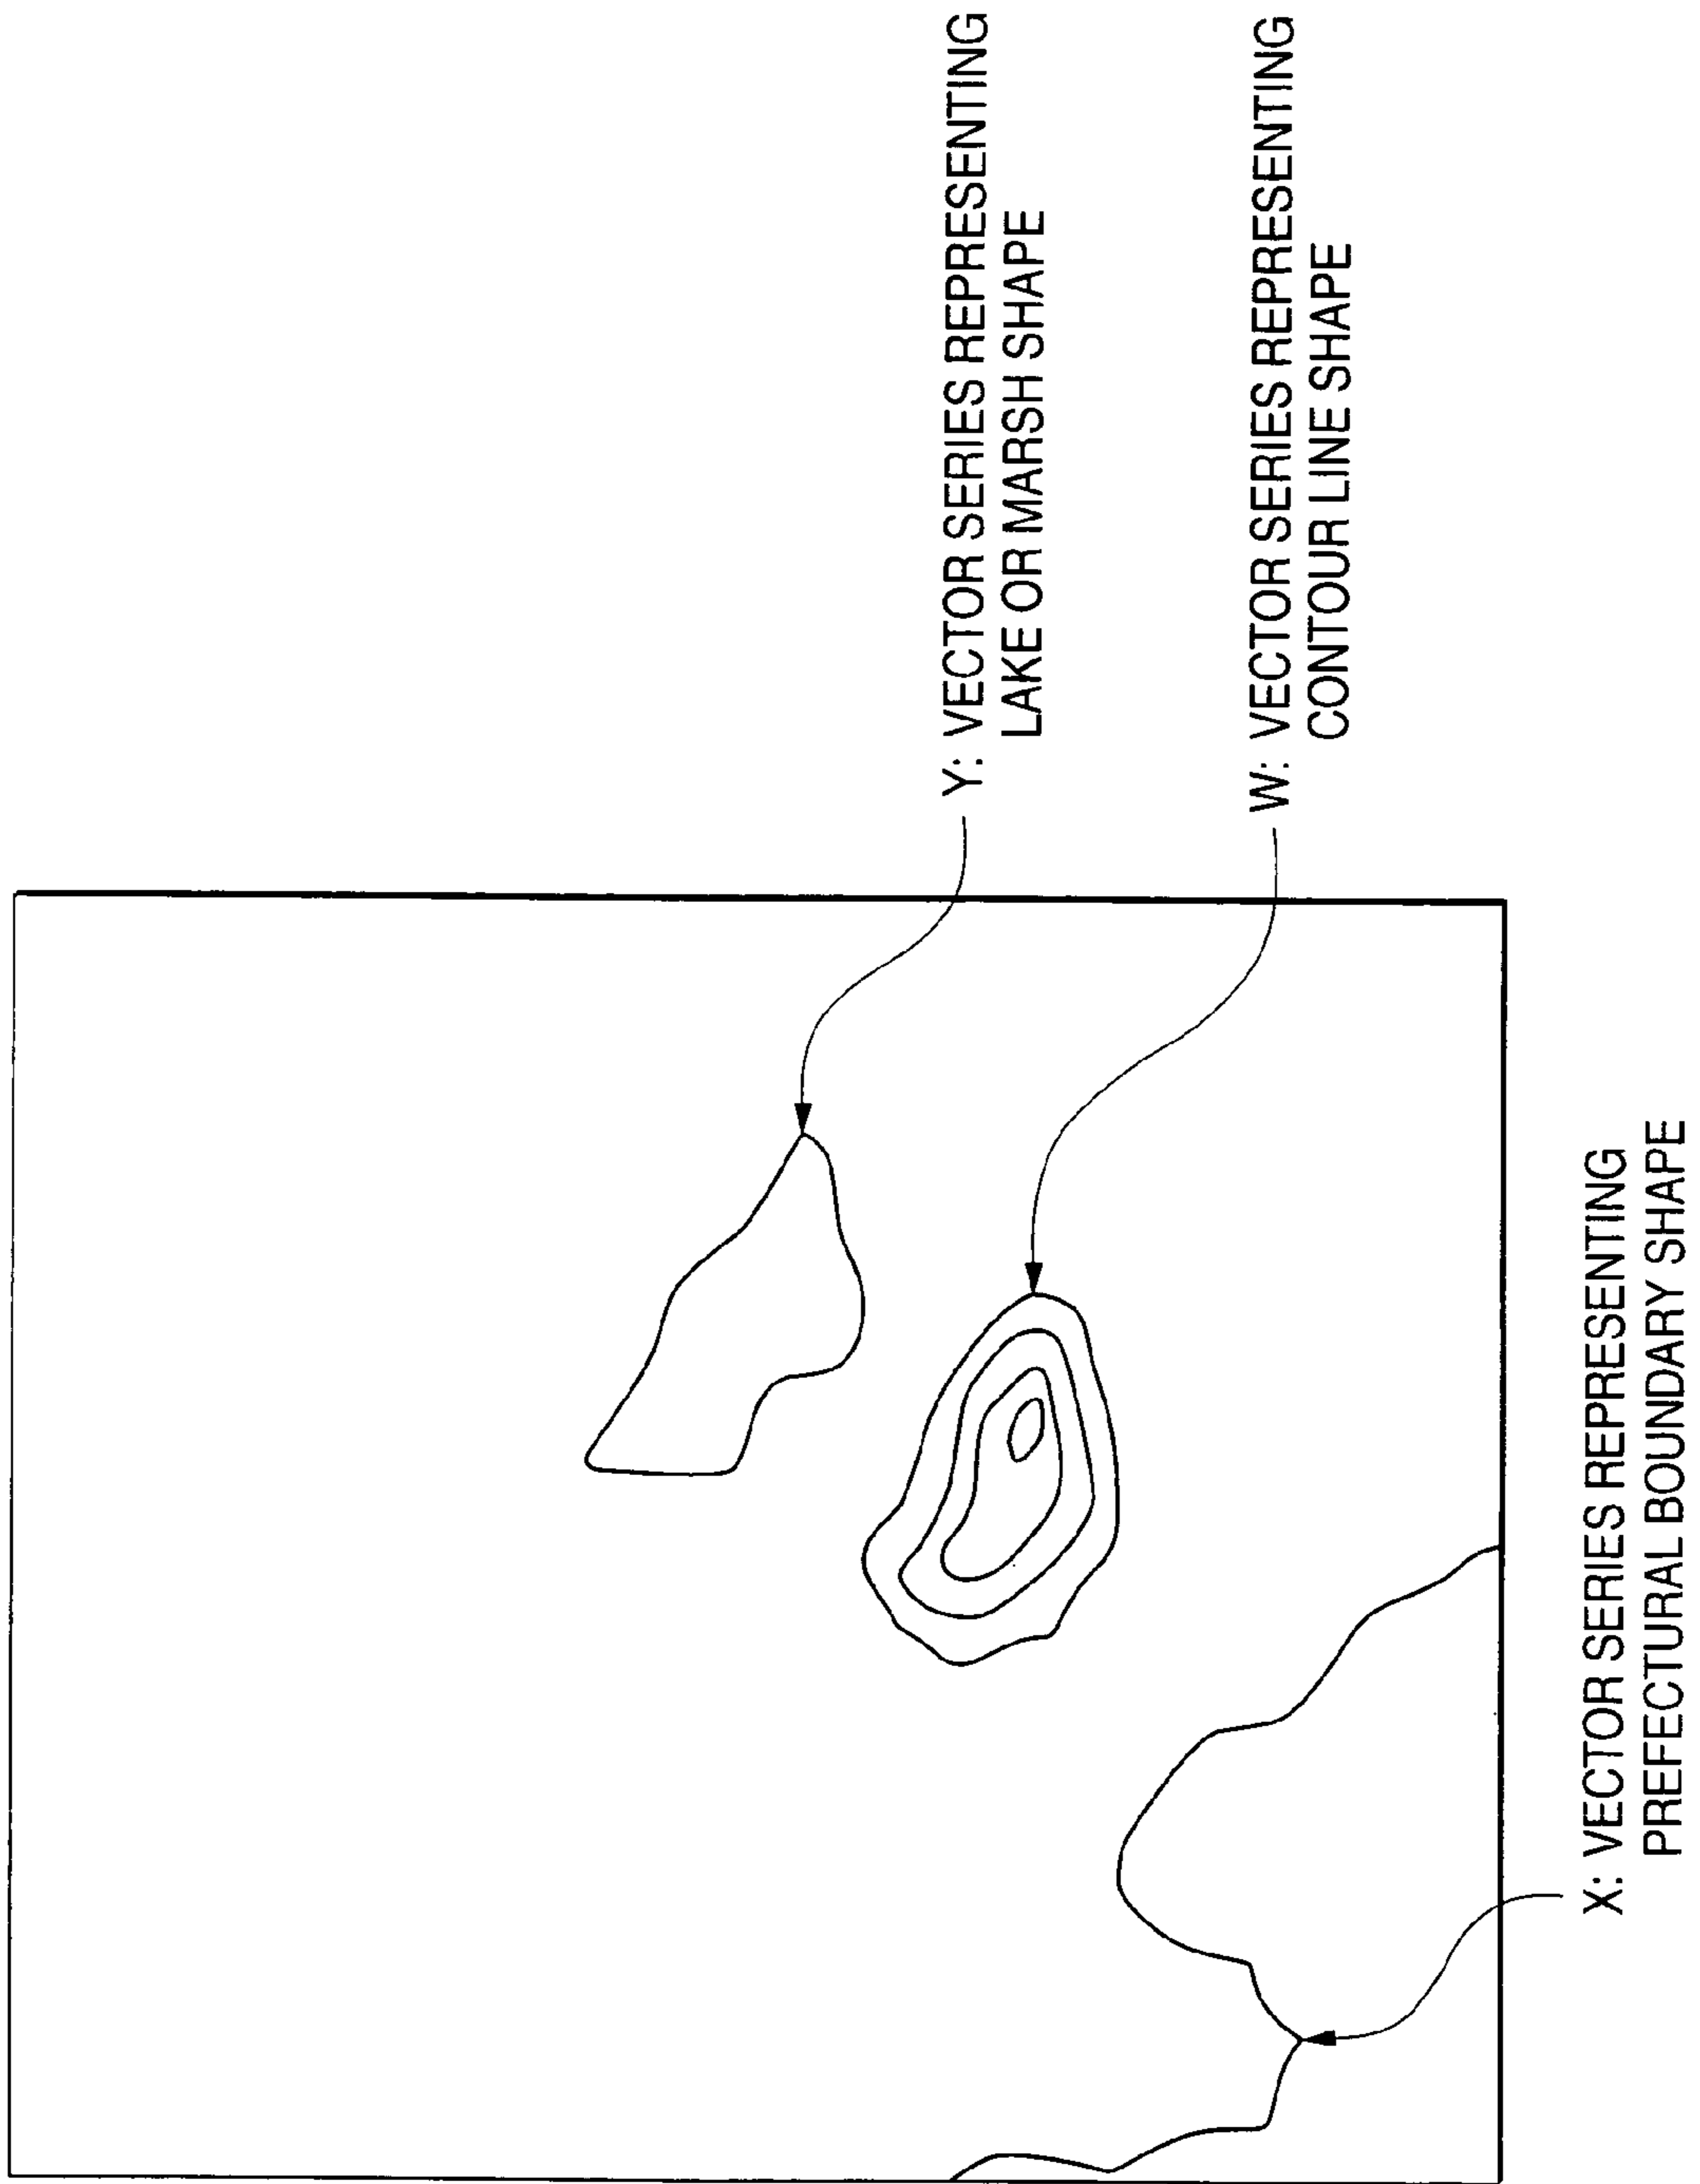 Y: VECTOR SERIES REPRESENTING
LAKE OR MARSH SHAPE
W: VECTOR SERIES REPRESENTING
CONTOUR LINE SHAPE
X: VECTOR SERIES REPRESENTING
PREFECTURAL BOUNDARY SHAPE